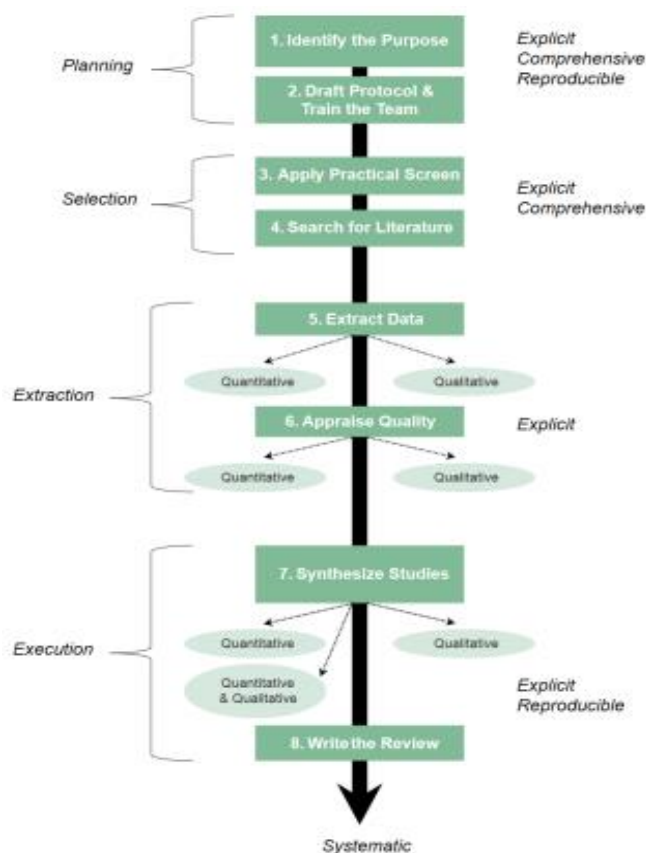 1. Identify the Purpose
Planning
Explicit
Comprehensive
Reproducible
2. Draft Protocol &
Train the Team
3. Apply Practical Screen
Selection
Explicit
Comprehensive
4. Search for Literature
5. Extract Data
Quantitative
Qualitative
Extraction
6. Appraise Quality
Explicit
Quantitative
Qualitative
7. Synthesize Studies
Execution
Quantitative
Qualitative
Quantitative
& Qualitative
Explicit
Reproducible
8. Write the Review
Systematic